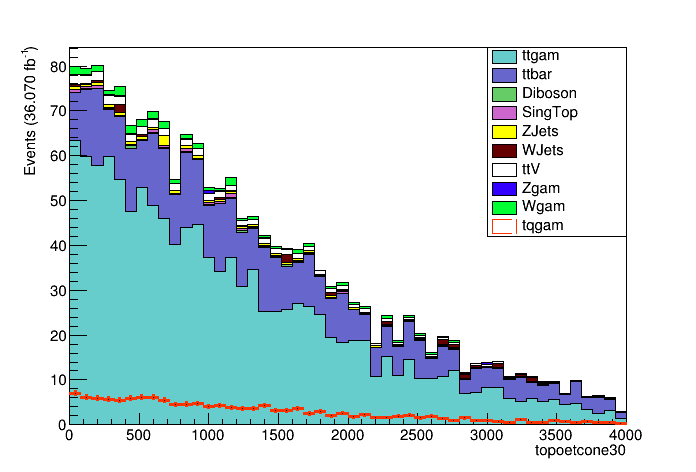 Events (36.070 fb-1)
80
70
60
50
40
30
20
10
0
ttgam
ttbar
Diboson
SingTop
ZJets
WJets
ttV
Zgam
Wgam
tqgam
0 500 1000 1500 2000 2500 3000 3500 4000
topoetcone30